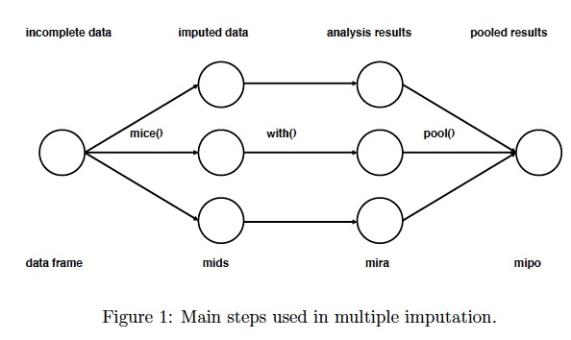 incomplete data imputed data analysis results pooled results
mice() with() pool()
data frame mids mira mipo
Figure 1: Main steps used in multiple imputation.